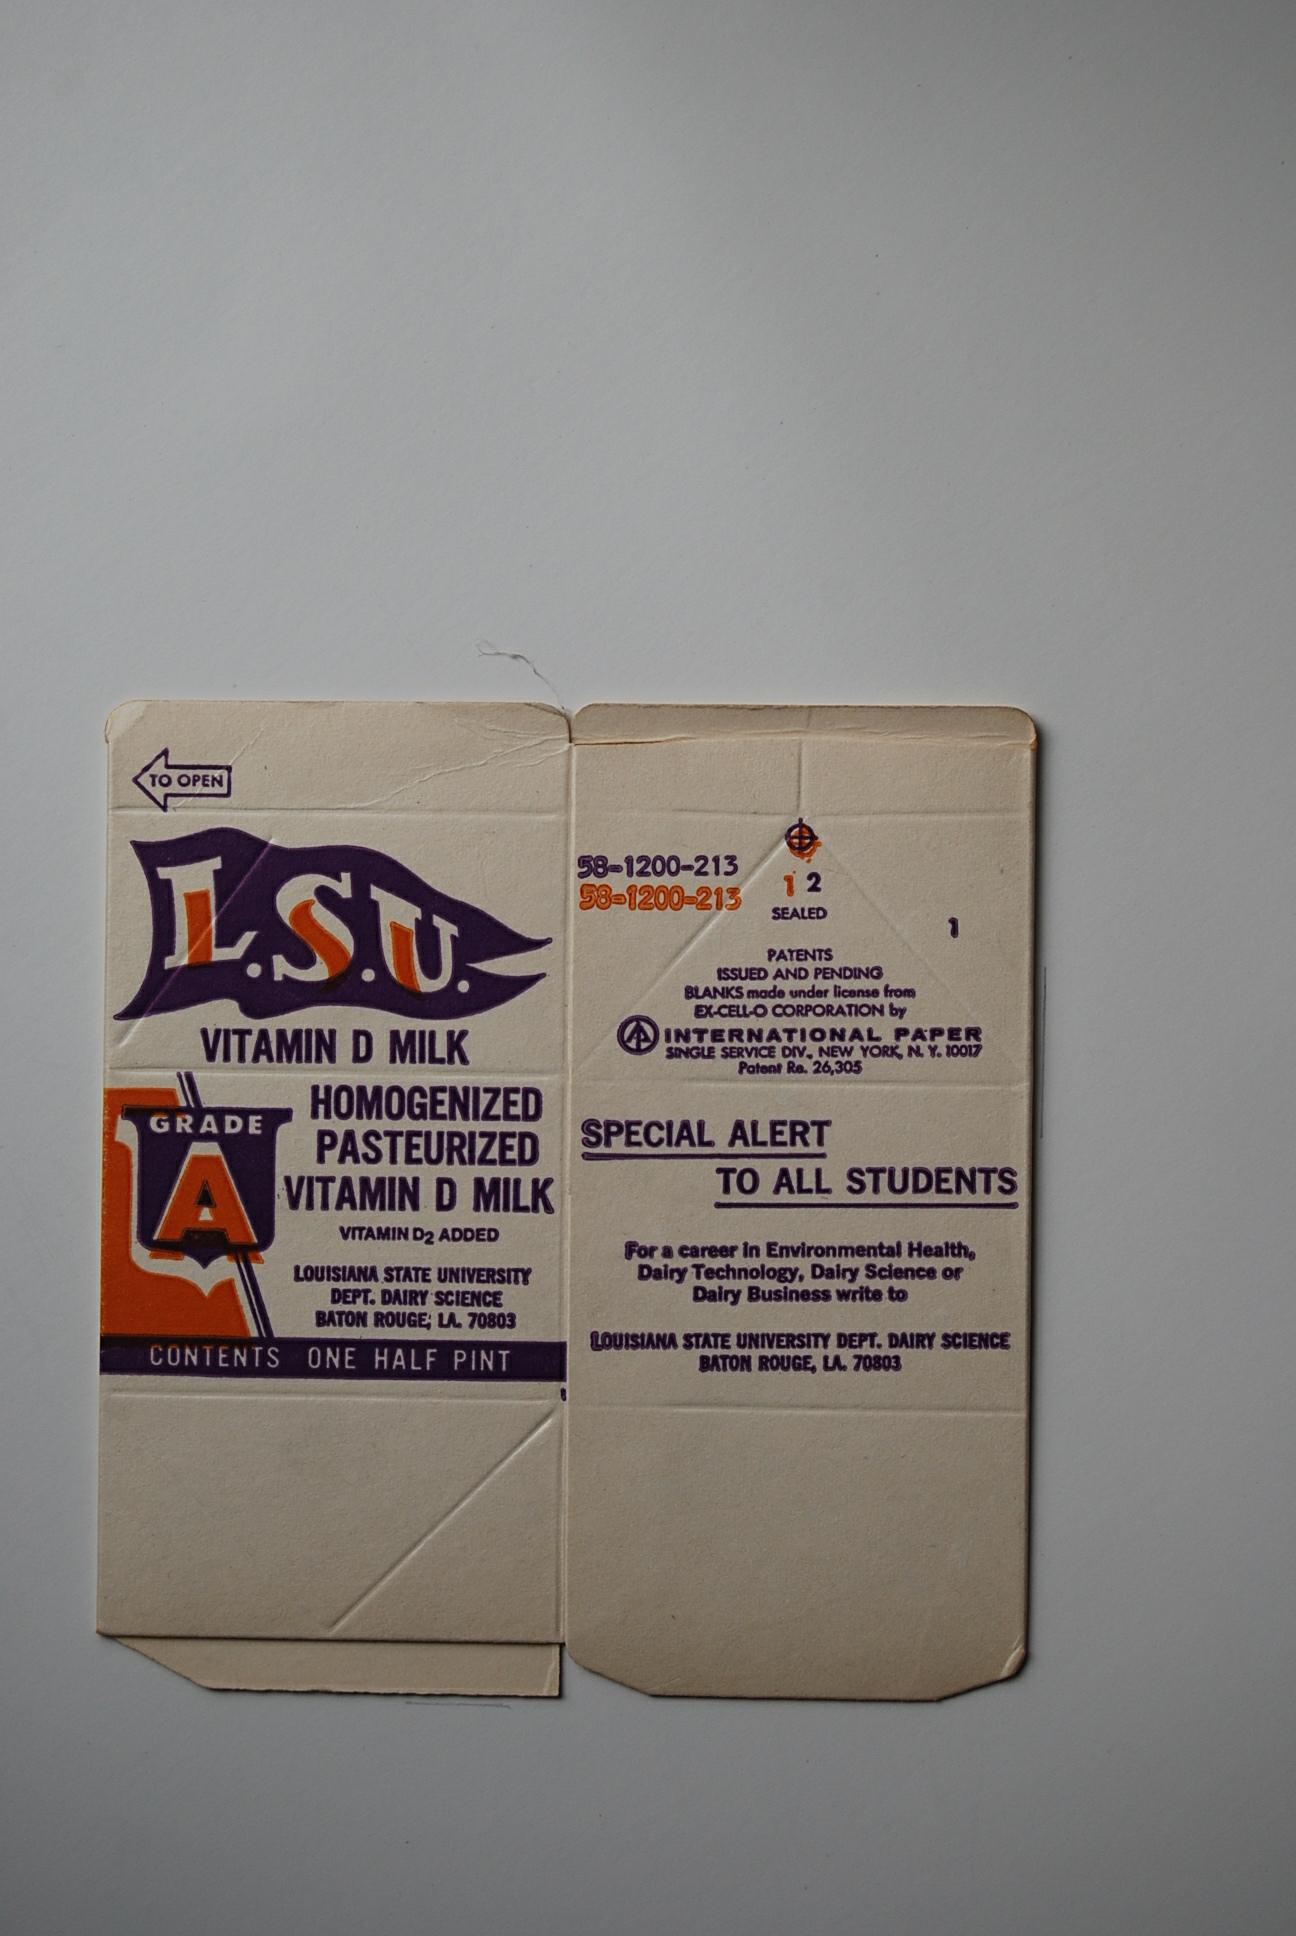 TO OPEN
L.S.U.
VITAMIN D MILK
GRADE
A
HOMOGENIZED
PASTEURIZED
VITAMIN D MILK
VITAMIN D2 ADDED
LOUISIANA STATE UNIVERSITY
DEPT. DAIRY SCIENCE
BATON ROUGE, LA. 70803
CONTENTS ONE HALF PINT
58-1200-213
58-1200-213
1 2
SEALED
1
PATENTS
ISSUED AND PENDING
BLANKS made under license from
EX-CELL-O CORPORATION by
INTERNATIONAL PAPER
SINGLE SERVICE DIV., NEW YORK, N. Y. 10017
Patent Re. 26,305
SPECIAL ALERT
TO ALL STUDENTS
For a career in Environmental Health,
Dairy Technology, Dairy Science or
Dairy Business write to
LOUISIANA STATE UNIVERSITY DEPT. DAIRY SCIENCE
BATON ROUGE, LA. 70803